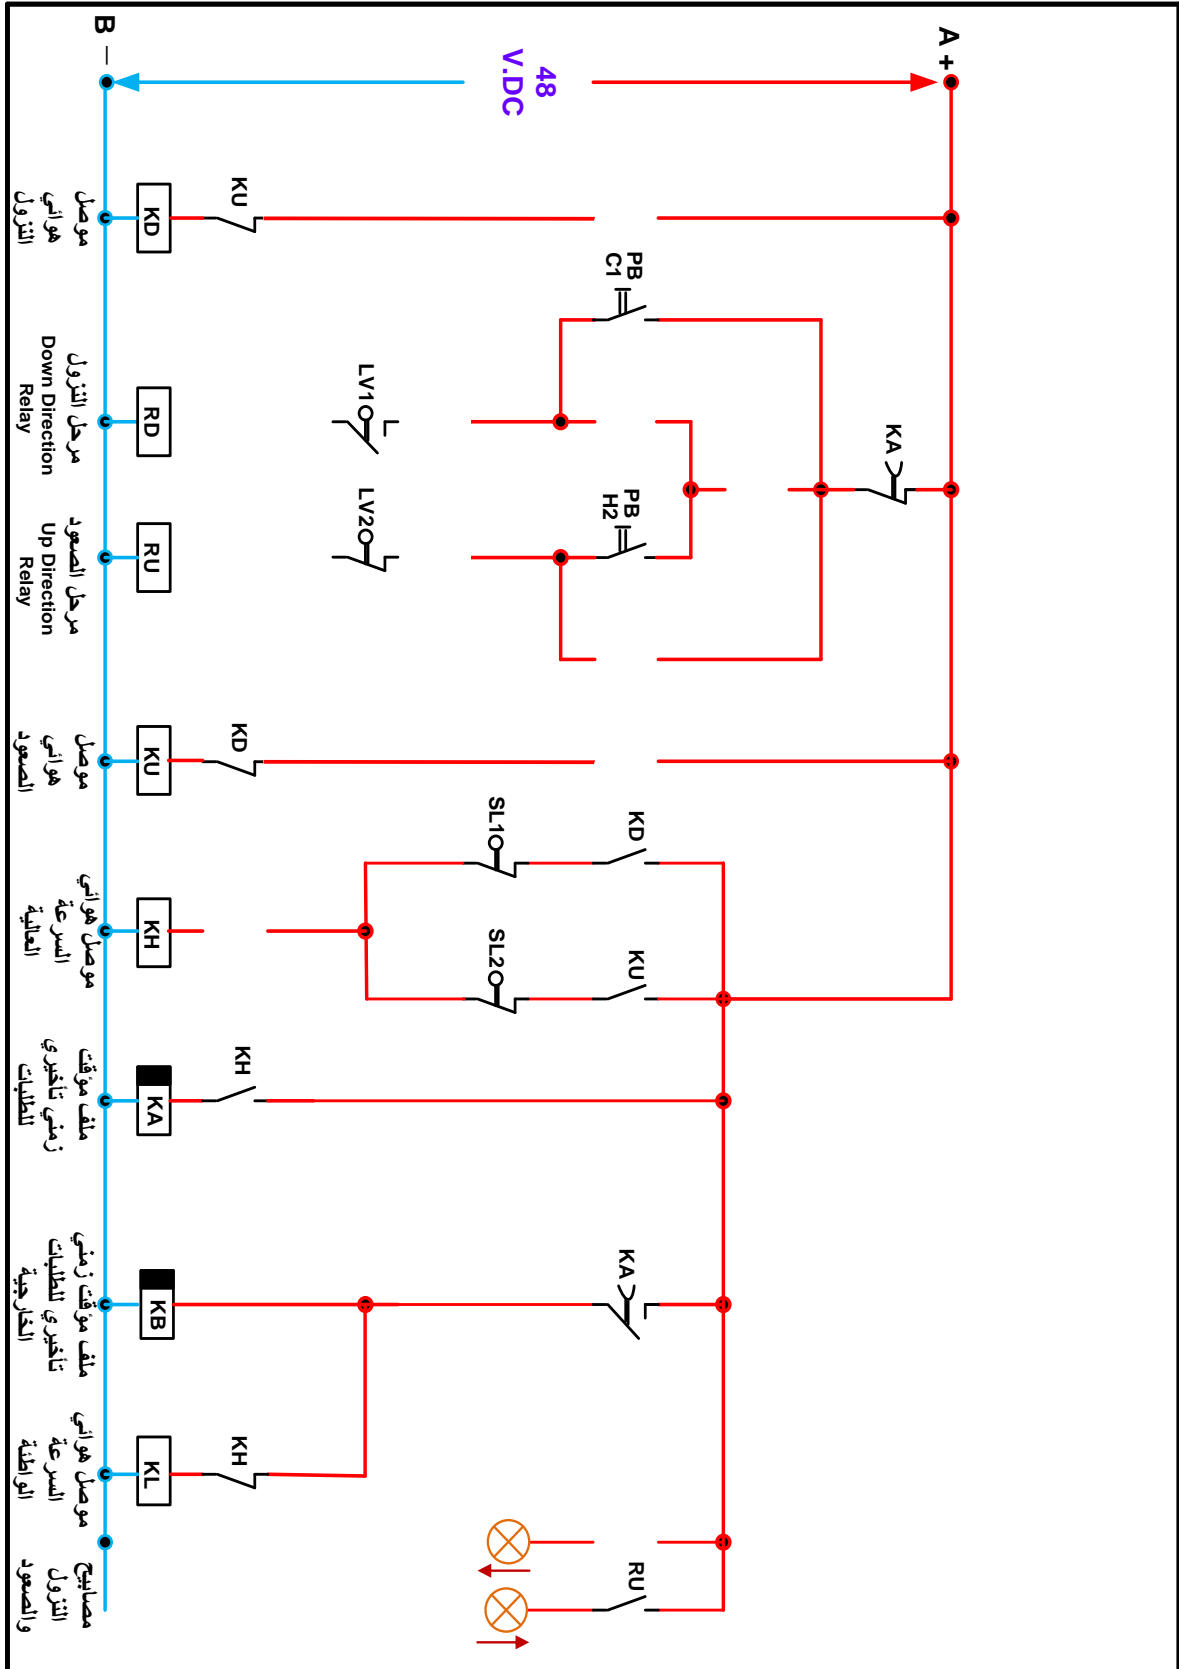 A +
B −
48
V.DC
KU
KD
موصل
هوائي
النزول
PB
C1
LV1
RD
مرحل النزول
Down Direction
Relay
KA
PB
H2
LV2
RU
مرحل الصعود
Up Direction
Relay
KD
KU
موصل
هوائي
الصعود
KD
SL1
KU
SL2
KH
موصل هوائي
السرعة
العالية
KH
KA
ملف موقت
زمني تأخيري
للطلبات
KA
KB
ملف موقت زمني
تأخيري للطلبات
الخارجية
KH
KL
موصل هوائي
السرعة
الواطئة
RU
مصابيح
النزول
والصعود